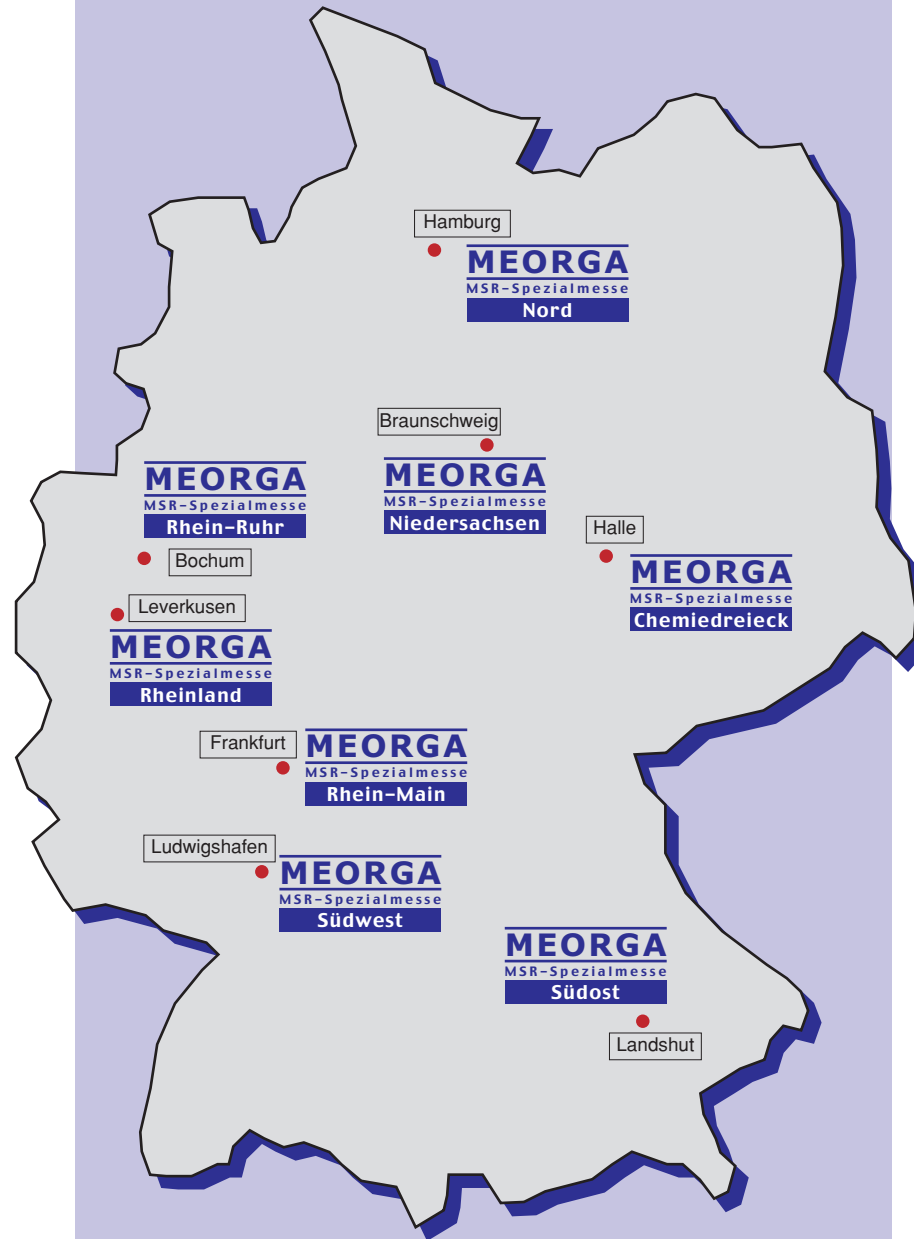 Hamburg
MEORGA
MSR-Spezialmesse
Nord
Braunschweig
MEORGA
MSR-Spezialmesse
Niedersachsen
MEORGA
MSR-Spezialmesse
Rhein-Ruhr
Bochum
Halle
MEORGA
MSR-Spezialmesse
Chemiedreieck
Leverkusen
MEORGA
MSR-Spezialmesse
Rheinland
Frankfurt
MEORGA
MSR-Spezialmesse
Rhein-Main
Ludwigshafen
MEORGA
MSR-Spezialmesse
Südwest
MEORGA
MSR-Spezialmesse
Südost
Landshut